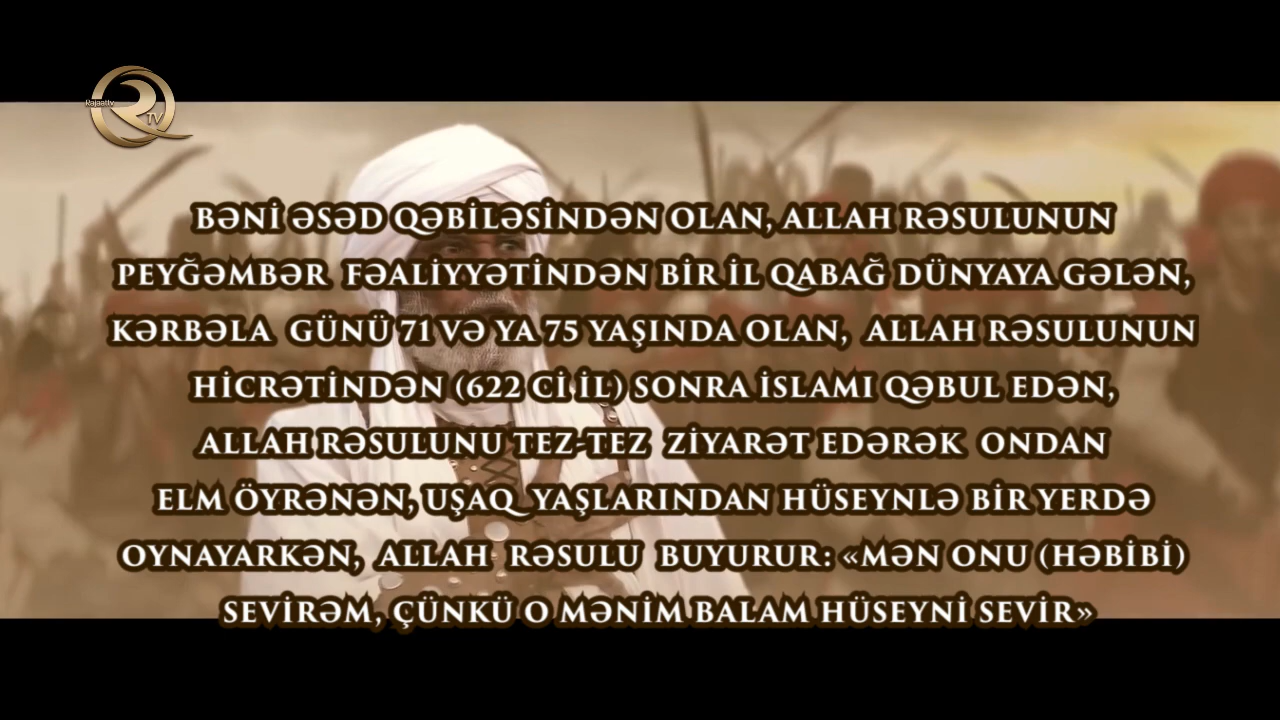 Rəjaəttv
TV
BƏNİ ƏSƏD QƏBİLƏSİNDƏN OLAN, ALLAH RƏSULUNUN
PEYĞƏMBƏR FƏALİYYƏTİNDƏN BİR İL QABAĞ DÜNYAYA GƏLƏN,
KƏRBƏLA GÜNÜ 71 VƏ YA 75 YAŞINDA OLAN, ALLAH RƏSULUNUN
HİCRƏTİNDƏN (622 Cİ İL) SONRA İSLAMI QƏBUL EDƏN,
ALLAH RƏSULUNU TEZ-TEZ ZİYARƏT EDƏRƏK ONDAN
ELM ÖYRƏNƏN, UŞAQ YAŞLARINDAN HÜSEYNLƏ BİR YERDƏ
OYNAYARKƏN, ALLAH RƏSULU BUYURUR: «MƏN ONU (HƏBİBİ)
SEVİRƏM, ÇÜNKÜ O MƏNİM BALAM HÜSEYNİ SEVİR»